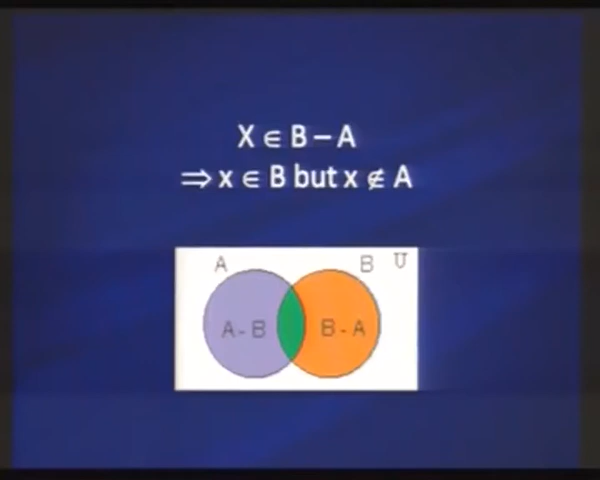 X ∈ B – A
⇒ x ∈ B but x ∉ A
A B U
A - B B - A